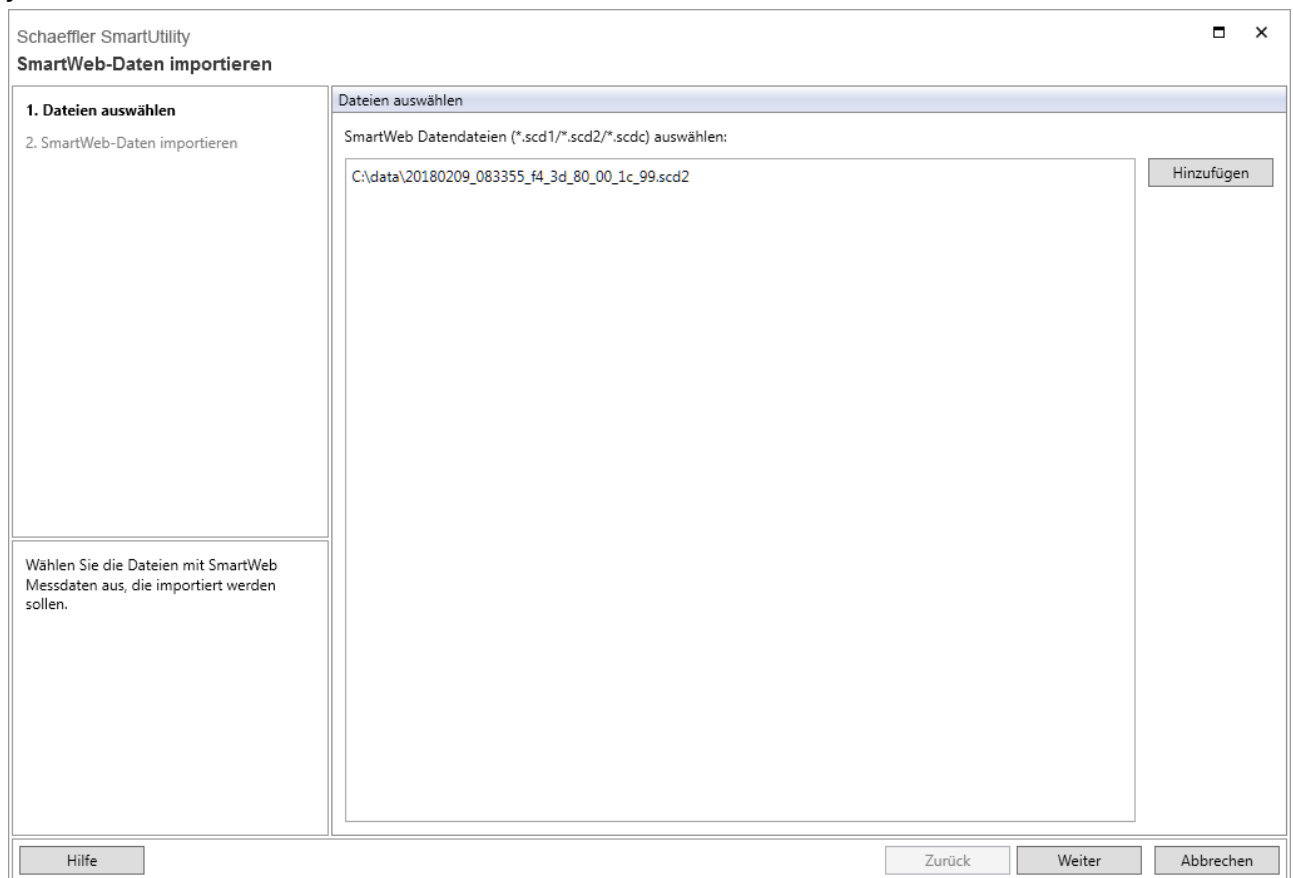 Schaeffler SmartUtility
SmartWeb-Daten importieren
1. Dateien auswählen
2. SmartWeb-Daten importieren
Wählen Sie die Dateien mit SmartWeb
Messdaten aus, die importiert werden
sollen.
Dateien auswählen
SmartWeb Datendateien (*.scd1/*.scd2/*.scdc) auswählen:
C:\data\20180209_083355_f4_3d_80_00_1c_99.scd2
Hinzufügen
Hilfe
Zurück
Weiter
Abbrechen